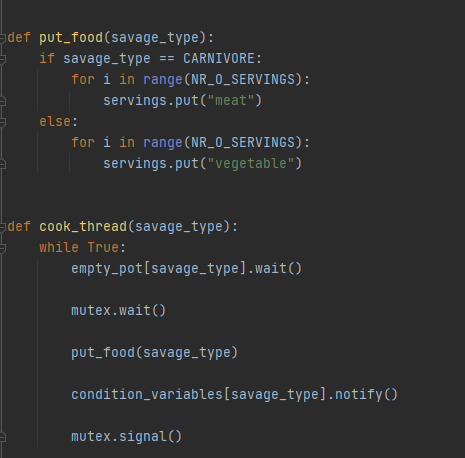 def put_food(savage_type):
    if savage_type == CARNIVORE:
        for i in range(NR_O_SERVINGS):
            servings.put("meat")
    else:
        for i in range(NR_O_SERVINGS):
            servings.put("vegetable")
def cook_thread(savage_type):
    while True:
        empty_pot[savage_type].wait()
        mutex.wait()
        put_food(savage_type)
        condition_variables[savage_type].notify()
        mutex.signal()